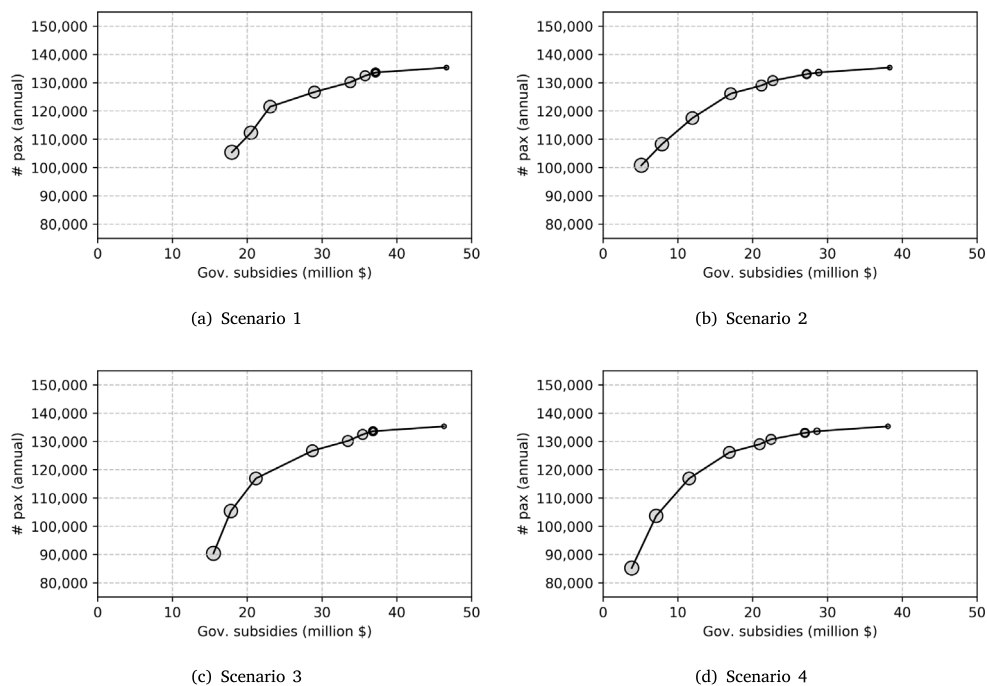 150,000
140,000
130,000
120,000
110,000
100,000
90,000
80,000
# pax (annual)
0 10 20 30 40 50
Gov. subsidies (million $)
(a) Scenario 1
150,000
140,000
130,000
120,000
110,000
100,000
90,000
80,000
# pax (annual)
0 10 20 30 40 50
Gov. subsidies (million $)
(b) Scenario 2
150,000
140,000
130,000
120,000
110,000
100,000
90,000
80,000
# pax (annual)
0 10 20 30 40 50
Gov. subsidies (million $)
(c) Scenario 3
150,000
140,000
130,000
120,000
110,000
100,000
90,000
80,000
# pax (annual)
0 10 20 30 40 50
Gov. subsidies (million $)
(d) Scenario 4